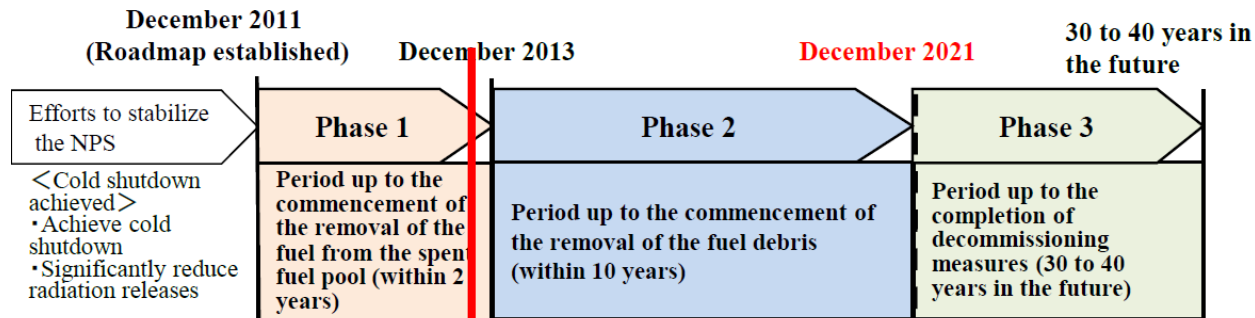 December 2011
(Roadmap established)
December 2013
December 2021
30 to 40 years in
the future
Efforts to stabilize
the NPS
Phase 1
Phase 2
Phase 3
<Cold shutdown
achieved>
・Achieve cold
shutdown
・Significantly reduce
radiation releases
Period up to the
commencement of
the removal of the
fuel from the spent
fuel pool (within 2
years)
Period up to the commencement of
the removal of the fuel debris
(within 10 years)
Period up to the
completion of
decommissioning
measures (30 to 40
years in the future)